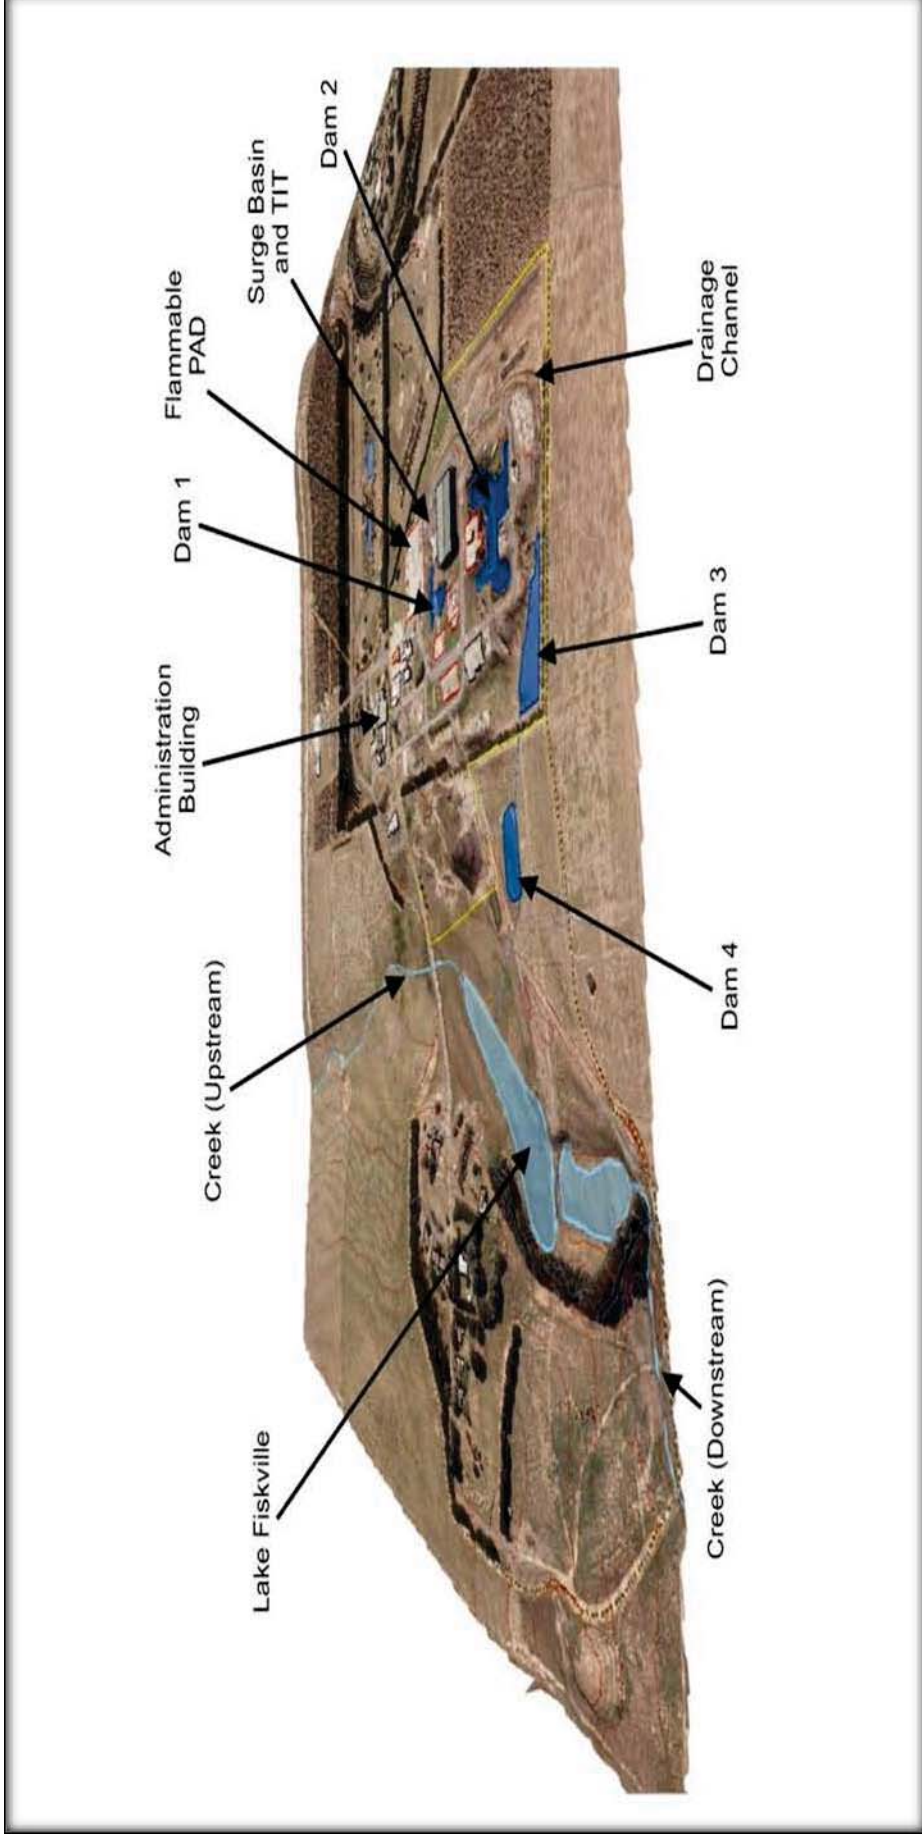 Lake Fiskville
Creek (Upstream)
Administration
Building
Dam 1
Flammable
PAD
Surge Basin
and TIT
Dam 2
Creek (Downstream)
Dam 4
Dam 3
Drainage
Channel